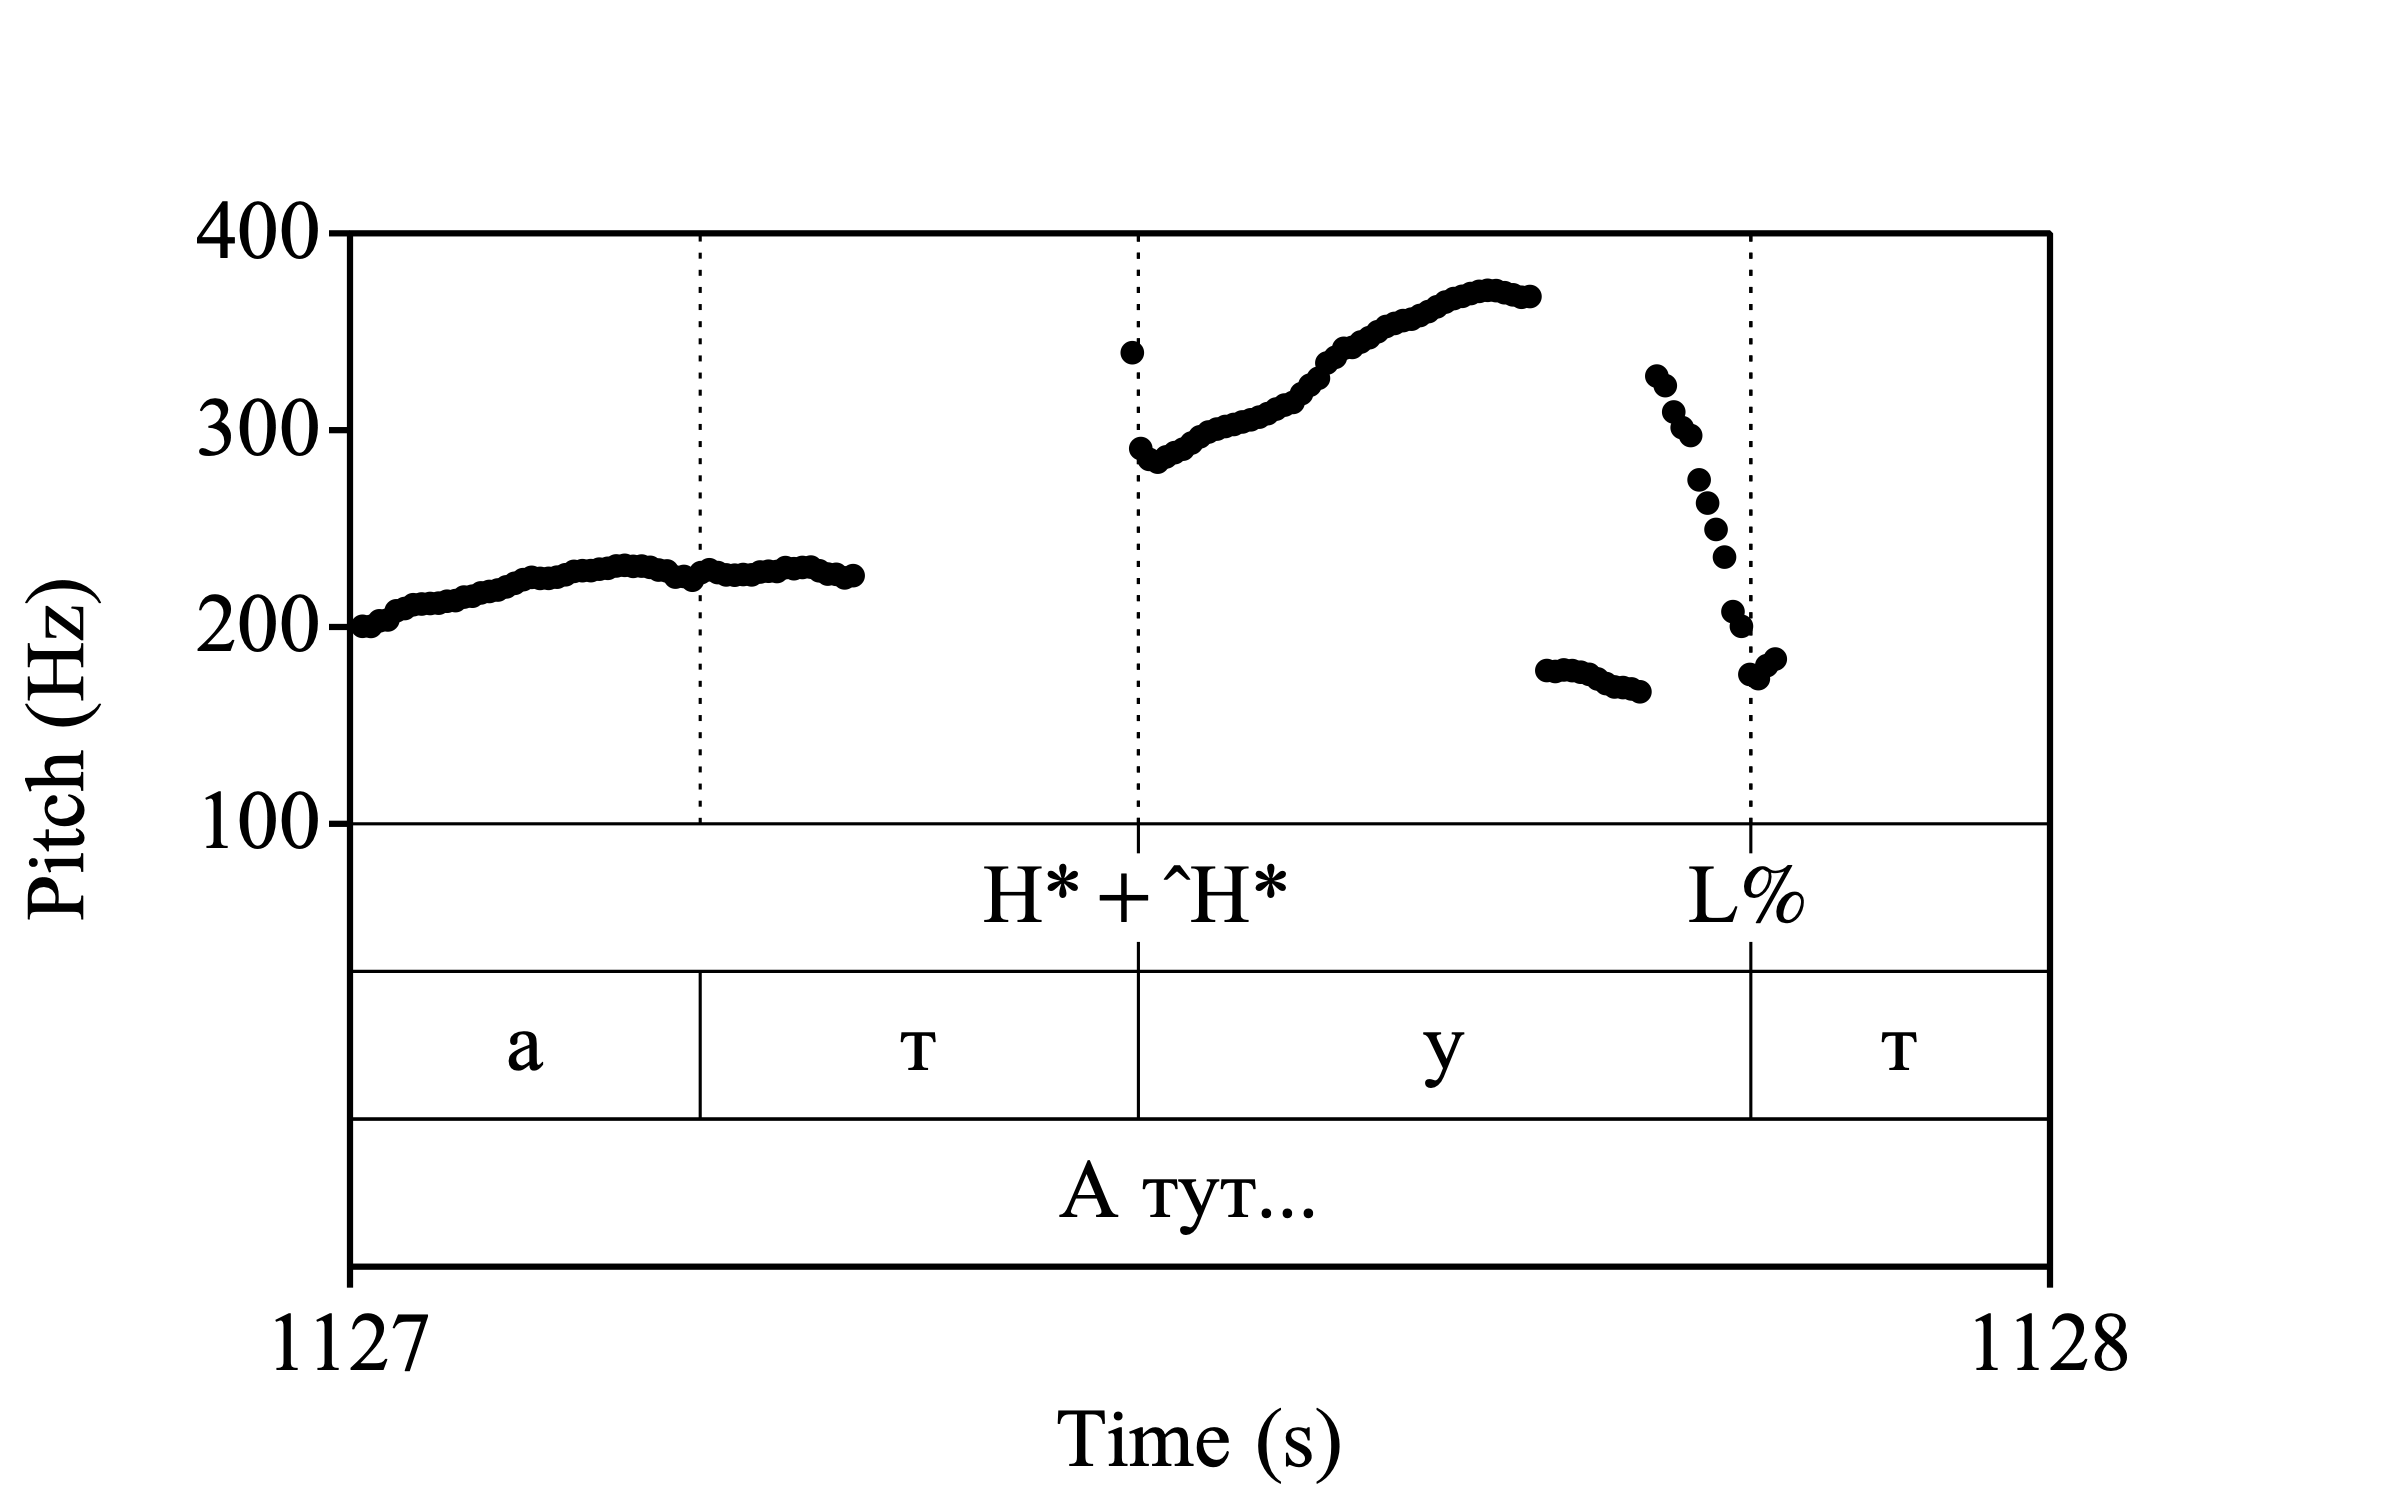 400
300
200
100
Pitch (Hz)
H* + ^H* L%̃
а т у т
А тут...
1127 1128
Time (s)